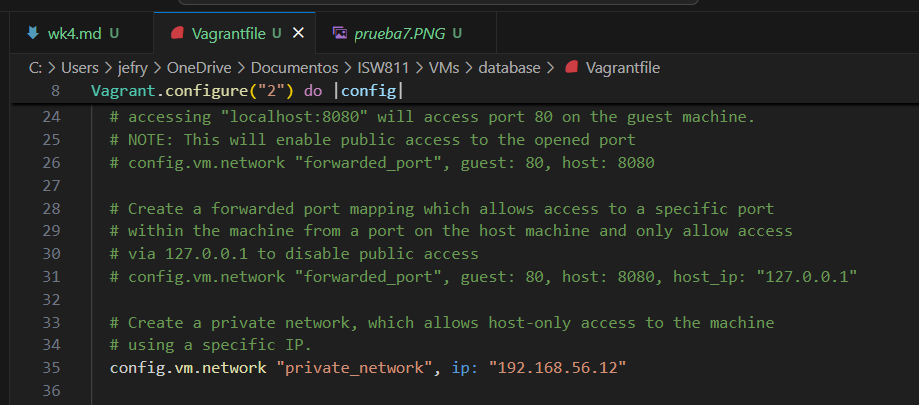 wk4.md U
Vagrantfile U
prueba7.PNG U
C: > Users > jefry > OneDrive > Documentos > ISW811 > VMs > database > Vagrantfile
8 Vagrant.configure("2") do |config|
24 # accessing "localhost:8080" will access port 80 on the guest machine.
25 # NOTE: This will enable public access to the opened port
26 # config.vm.network "forwarded_port", guest: 80, host: 8080
27
28 # Create a forwarded port mapping which allows access to a specific port
29 # within the machine from a port on the host machine and only allow access
30 # via 127.0.0.1 to disable public access
31 # config.vm.network "forwarded_port", guest: 80, host: 8080, host_ip: "127.0.0.1"
32
33 # Create a private network, which allows host-only access to the machine
34 # using a specific IP.
35 config.vm.network "private_network", ip: "192.168.56.12"
36